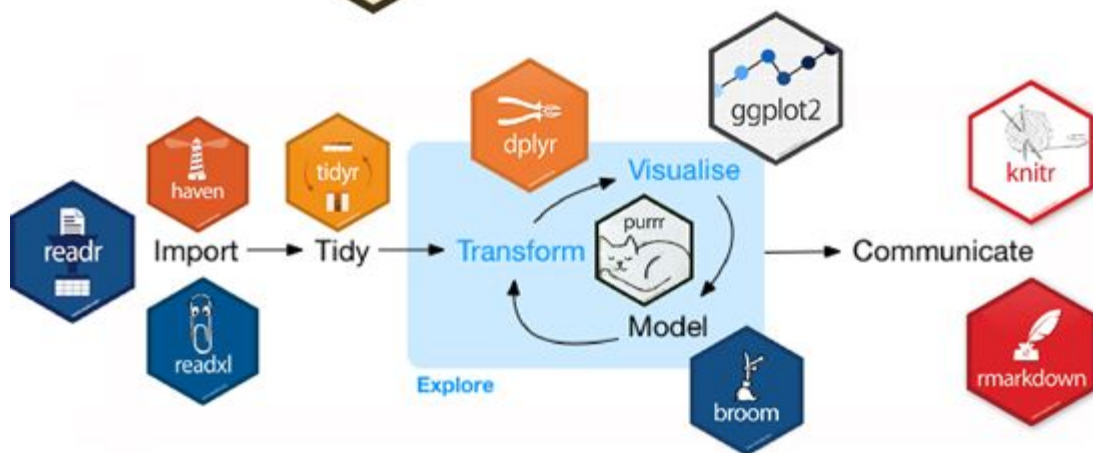 ggplot2
dplyr
tidyr
haven
readr
readxl
Import
Tidy
Transform
Visualise
purrr
Model
Explore
broom
Communicate
knitr
rmarkdown